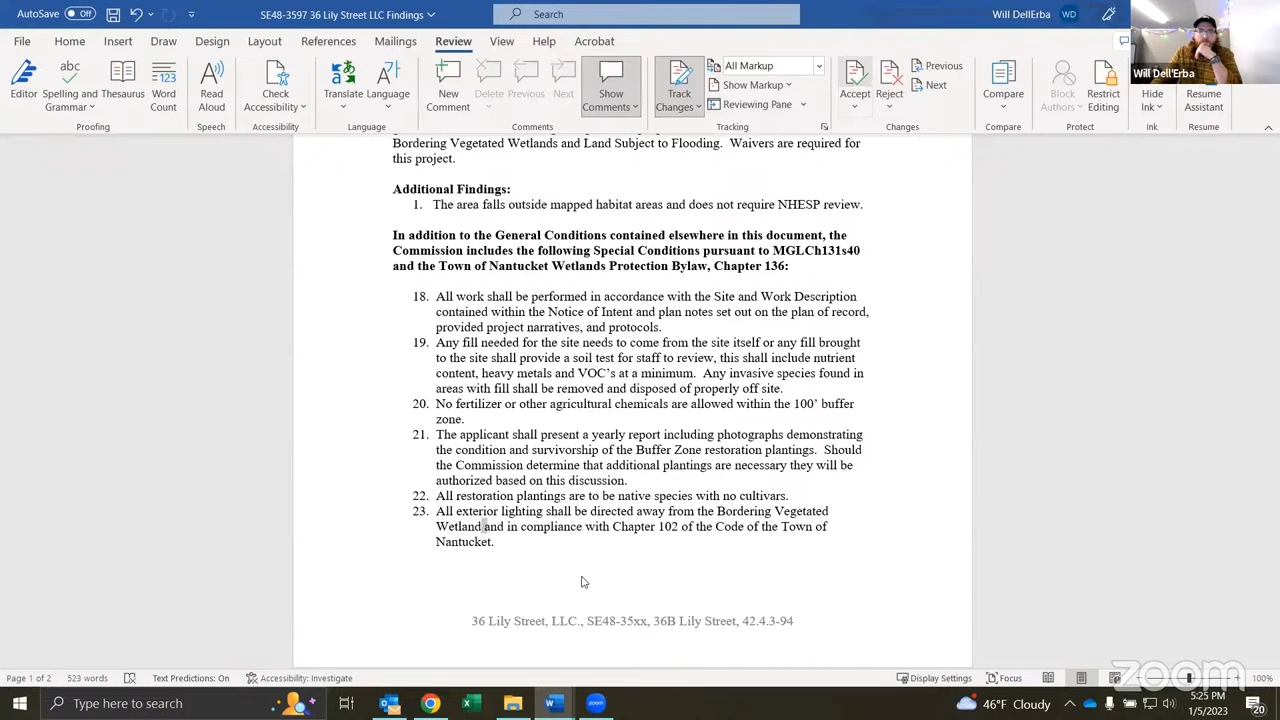 AutoSave Off SE48-3597 36 Lily Street LLC Findings Search Will DellErba WD
File Home Insert Draw Design Layout References Mailings Review View Help Acrobat
Will Dell'Erba
Editor Spelling and Grammar Thesaurus Word Count Read Aloud Check Accessibility Translate Language New Comment Delete Previous Next Show Comments Track Changes All Markup Show Markup Reviewing Pane Accept Reject Previous Next Compare Block Authors Restrict Editing Hide Ink Resume Assistant
Proofing Speech Accessibility Language Comments Tracking Changes Compare Protect Ink Resume
Bordering Vegetated Wetlands and Land Subject to Flooding. Waivers are required for
this project.
Additional Findings:
1. The area falls outside mapped habitat areas and does not require NHESP review.
In addition to the General Conditions contained elsewhere in this document, the
Commission includes the following Special Conditions pursuant to MGLCh131s40
and the Town of Nantucket Wetlands Protection Bylaw, Chapter 136:
18. All work shall be performed in accordance with the Site and Work Description
contained within the Notice of Intent and plan notes set out on the plan of record,
provided project narratives, and protocols.
19. Any fill needed for the site needs to come from the site itself or any fill brought
to the site shall provide a soil test for staff to review, this shall include nutrient
content, heavy metals and VOC's at a minimum. Any invasive species found in
areas with fill shall be removed and disposed of properly off site.
20. No fertilizer or other agricultural chemicals are allowed within the 100’ buffer
zone.
21. The applicant shall present a yearly report including photographs demonstrating
the condition and survivorship of the Buffer Zone restoration plantings. Should
the Commission determine that additional plantings are necessary they will be
authorized based on this discussion.
22. All restoration plantings are to be native species with no cultivars.
23. All exterior lighting shall be directed away from the Bordering Vegetated
Wetland and in compliance with Chapter 102 of the Code of the Town of
Nantucket.
36 Lily Street, LLC., SE48-35xx, 36B Lily Street, 42.4.3-94
Page 1 of 2 523 words Text Predictions: On Accessibility: Investigate Display Settings Focus 100%
zoom
Type here to search 46°F Cloudy 5:25 PM
1/5/2023 20